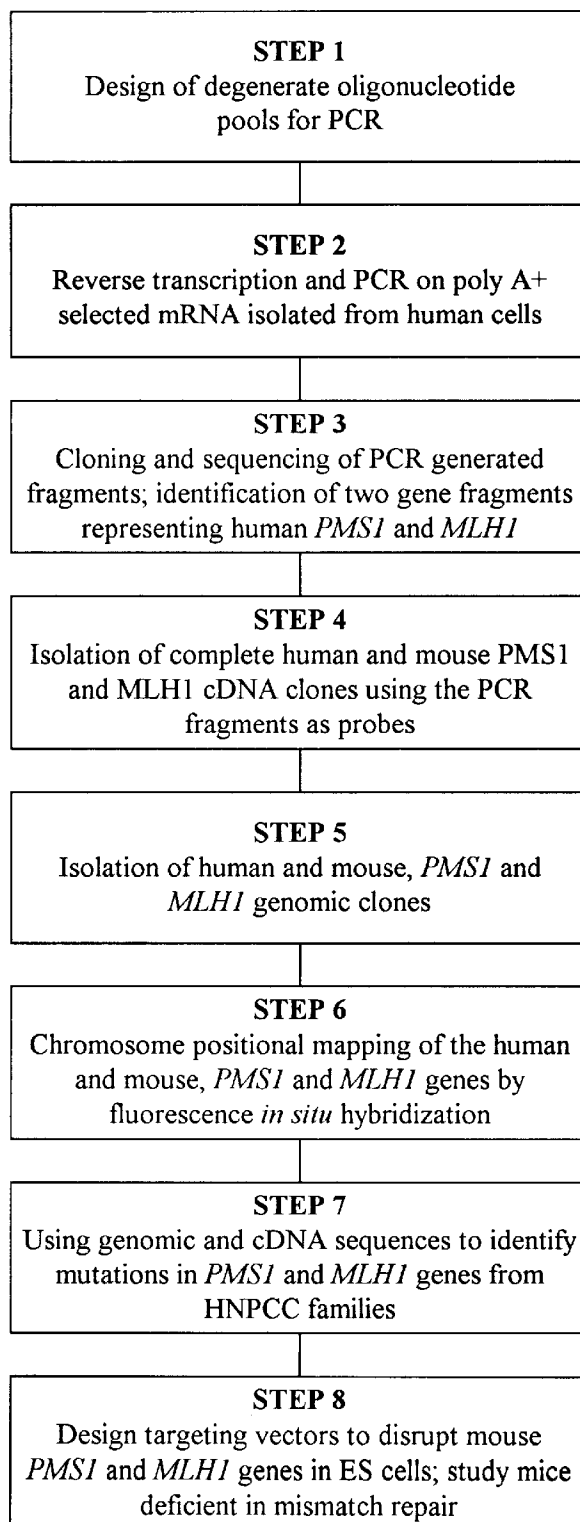 STEP 1
Design of degenerate oligonucleotide
pools for PCR
STEP 2
Reverse transcription and PCR on poly A+
selected mRNA isolated from human cells
STEP 3
Cloning and sequencing of PCR generated
fragments; identification of two gene fragments
representing human PMS1 and MLH1
STEP 4
Isolation of complete human and mouse PMS1
and MLH1 cDNA clones using the PCR
fragments as probes
STEP 5
Isolation of human and mouse, PMS1 and
MLH1 genomic clones
STEP 6
Chromosome positional mapping of the human
and mouse, PMS1 and MLH1 genes by
fluorescence in situ hybridization
STEP 7
Using genomic and cDNA sequences to identify
mutations in PMS1 and MLH1 genes from
HNPCC families
STEP 8
Design targeting vectors to disrupt mouse
PMS1 and MLH1 genes in ES cells; study mice
deficient in mismatch repair